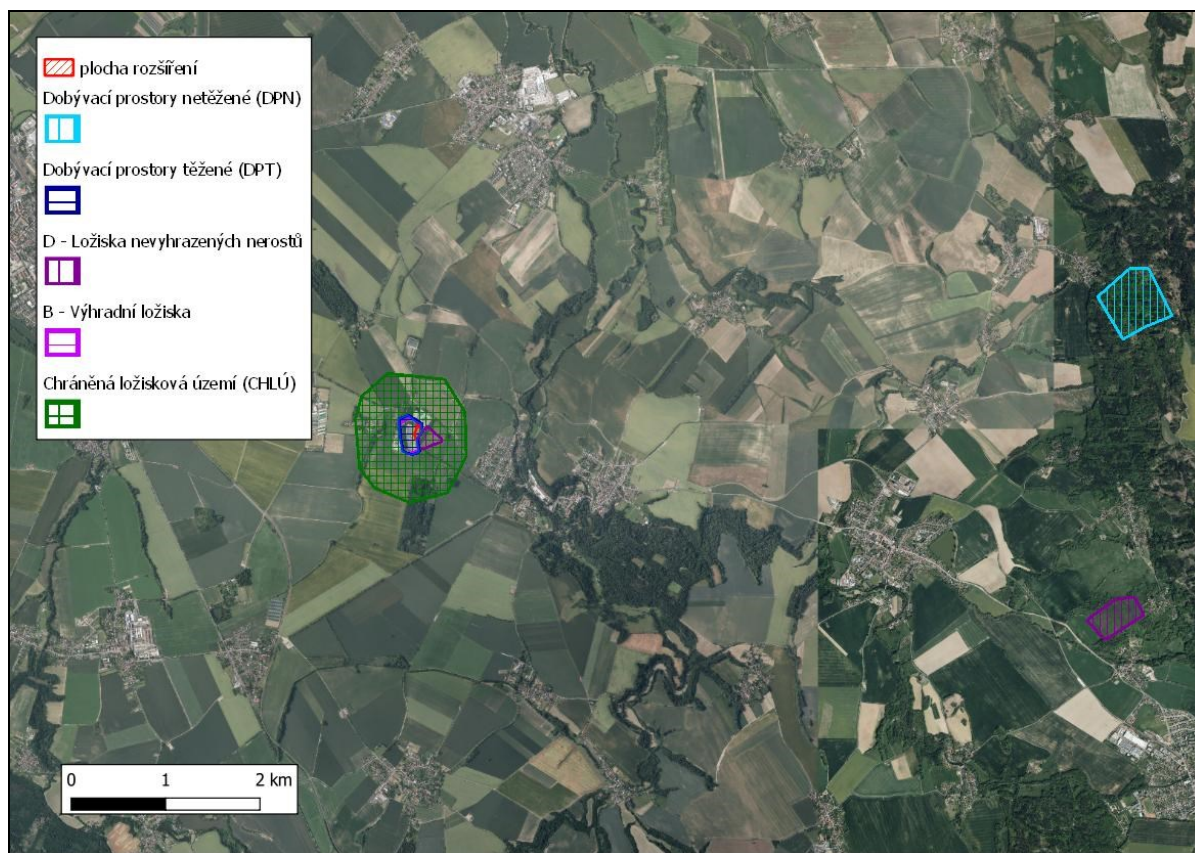 plocha rozšíření
Dobývací prostory netěžené (DPN)
Dobývací prostory těžené (DPT)
D - Ložiska nevyhrazených nerostů
B - Výhradní ložiska
Chráněná ložisková území (CHLÚ)
0 1 2 km